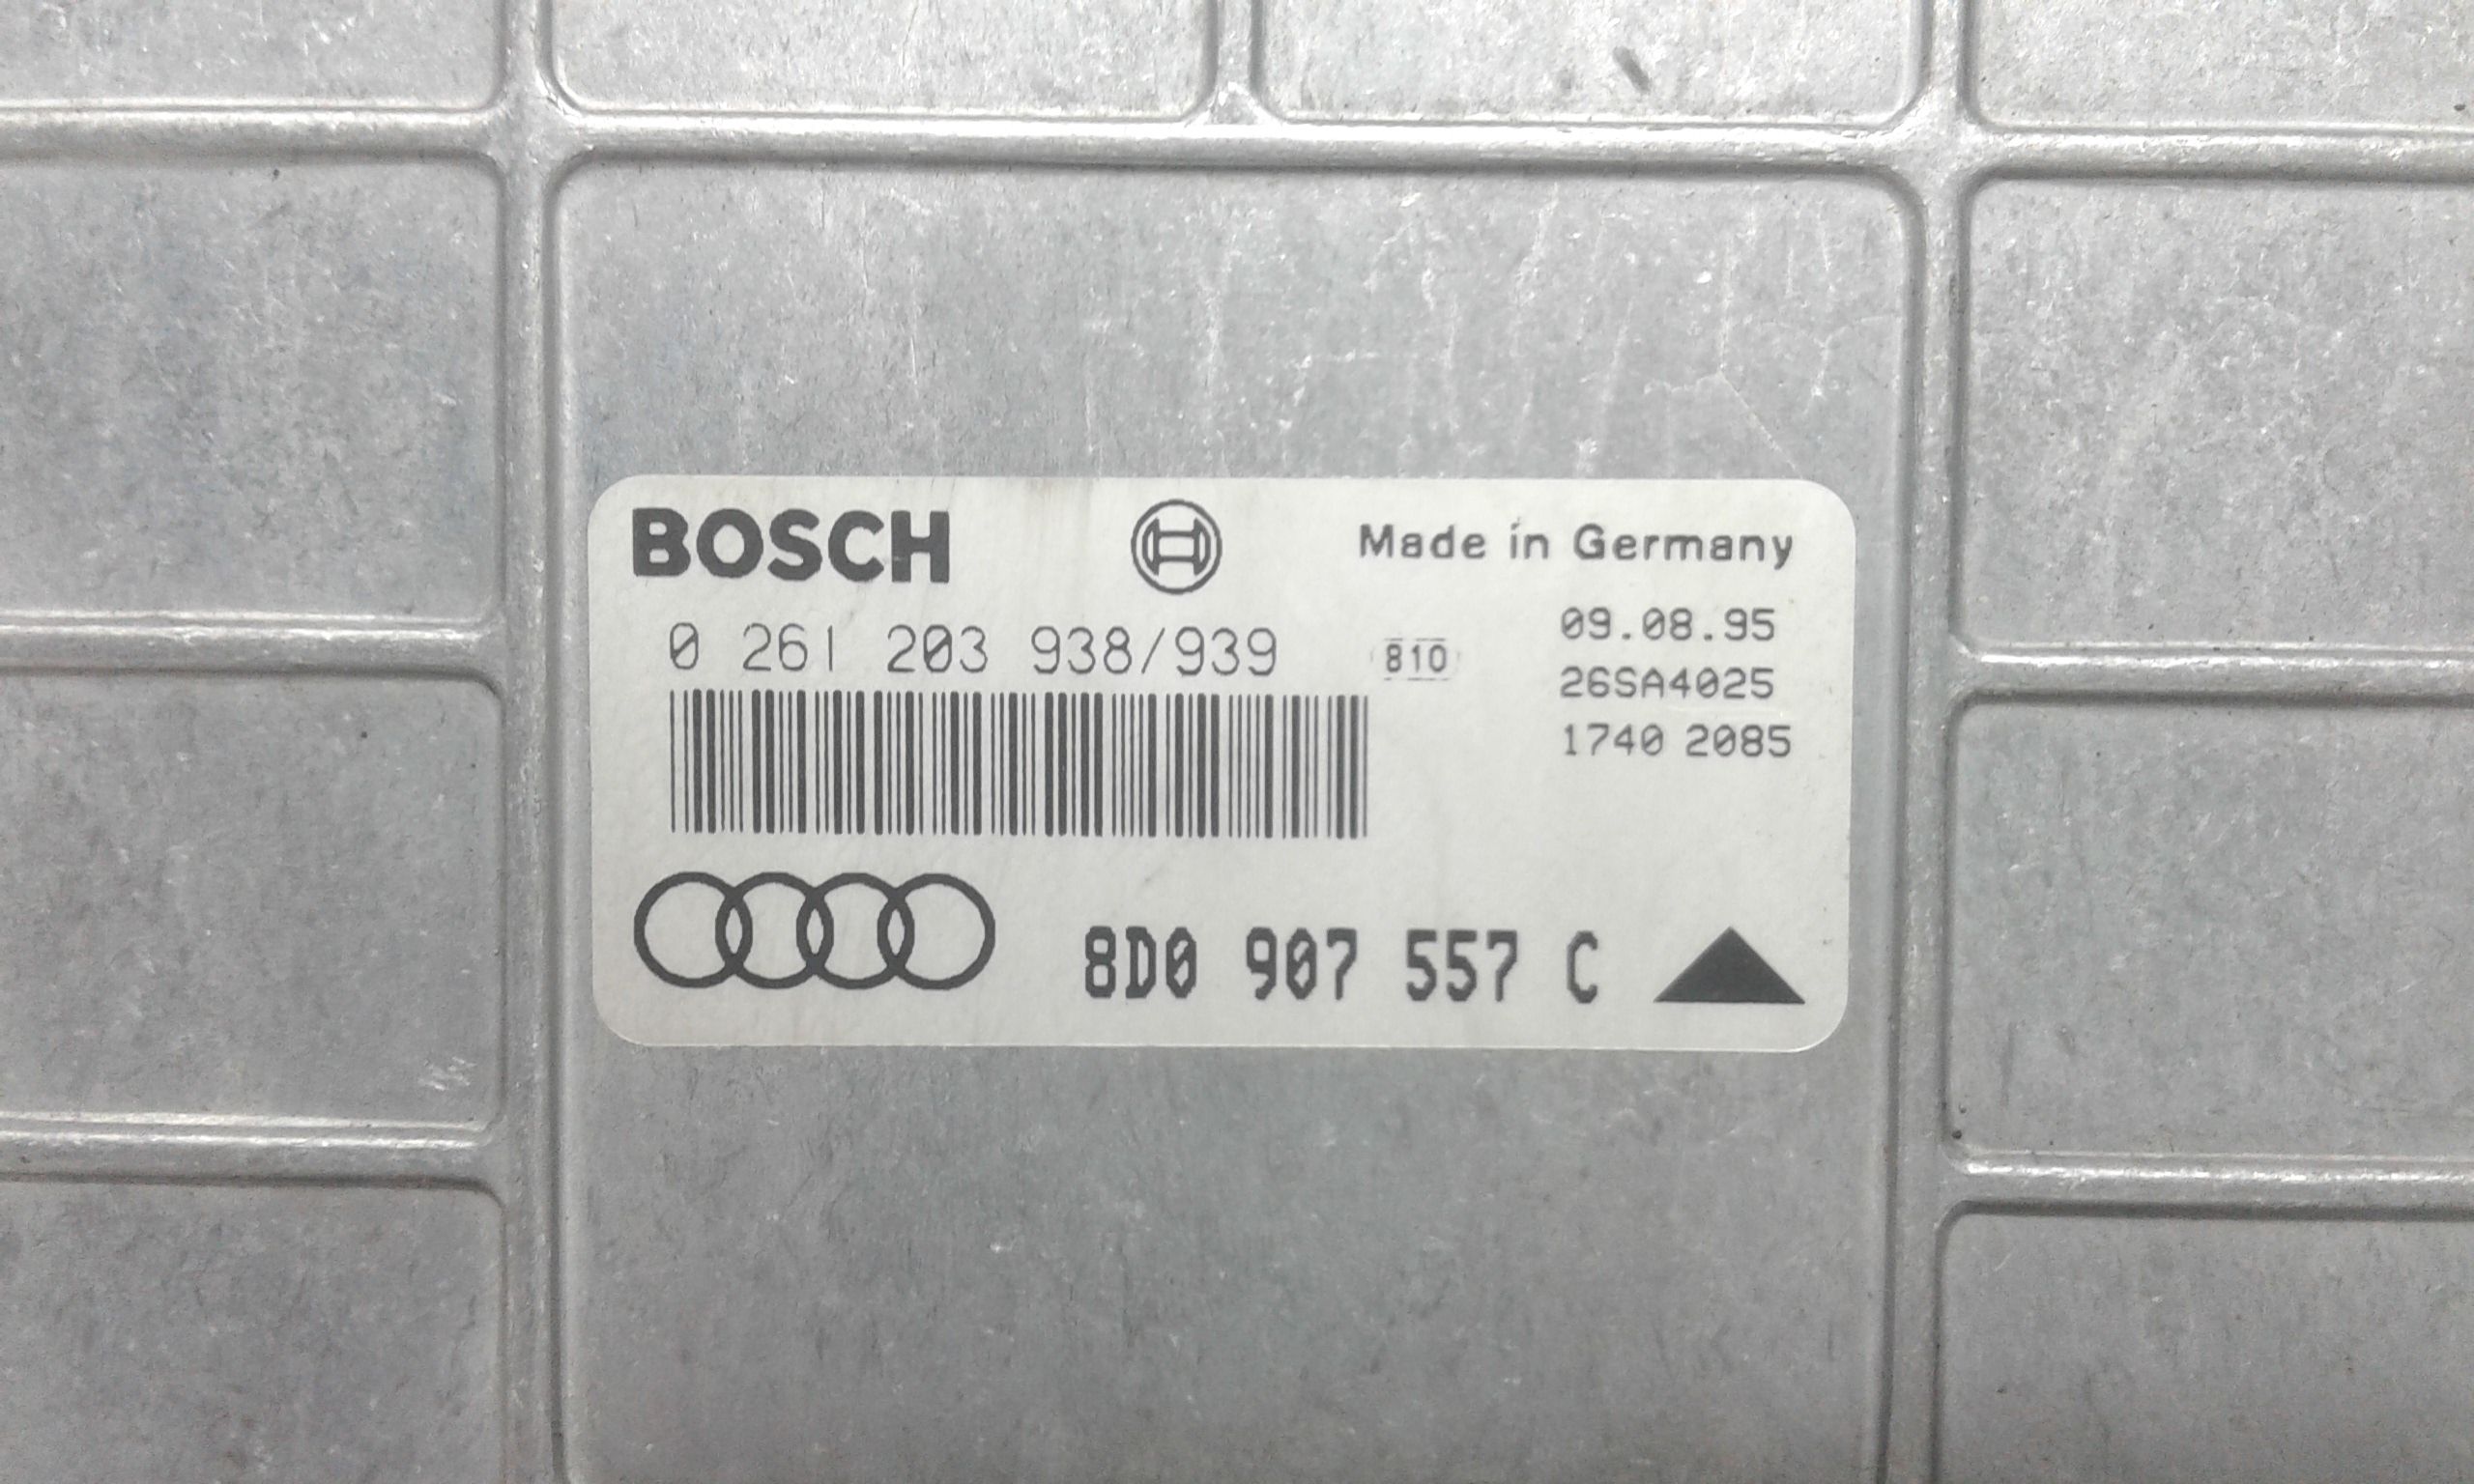 BOSCH Made in Germany
0 261 203 938/939 810 09.08.95
26SA4025
1740 2085
8D0 907 557 C